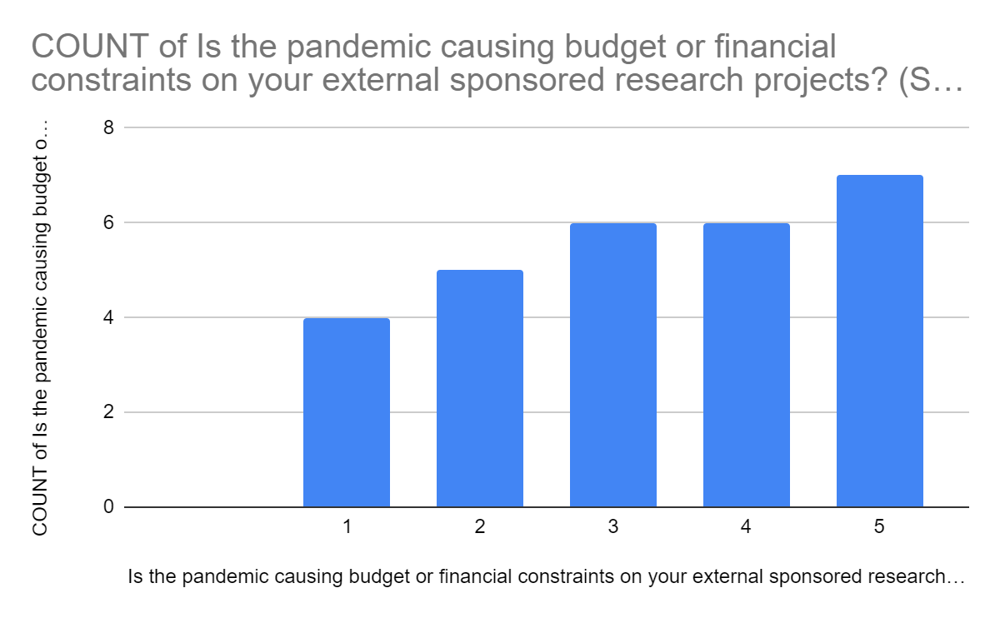 COUNT of Is the pandemic causing budget or financial
constraints on your external sponsored research projects? (S…
COUNT of Is the pandemic causing budget o…
8
6
4
2
0
1
2
3
4
5
Is the pandemic causing budget or financial constraints on your external sponsored research…